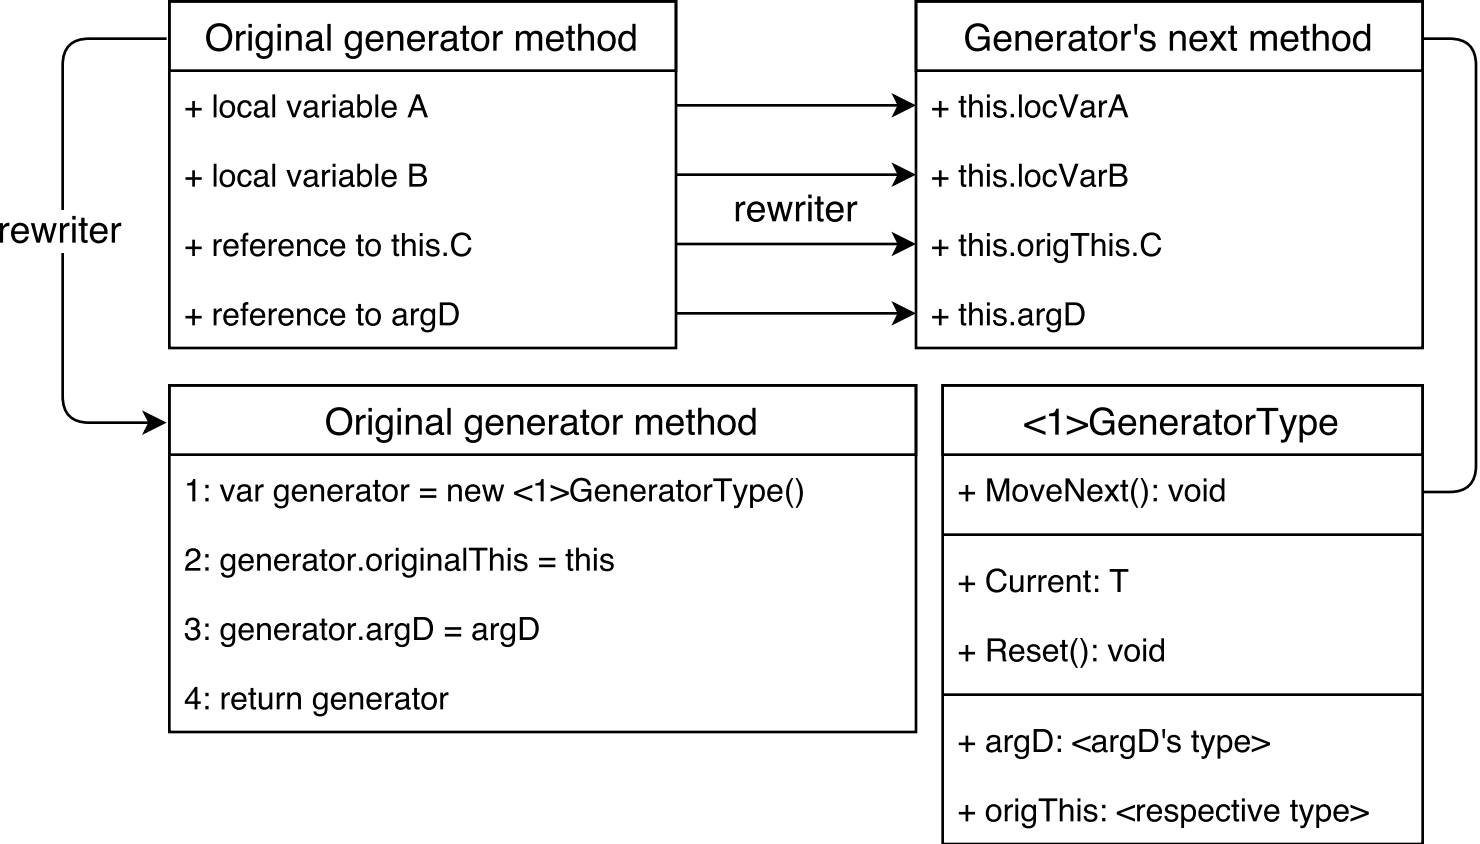 Original generator method
+ local variable A
+ local variable B
+ reference to this.C
+ reference to argD
rewriter
rewriter
Generator's next method
+ this.locVarA
+ this.locVarB
+ this.origThis.C
+ this.argD
Original generator method
1: var generator = new <1>GeneratorType()
2: generator.originalThis = this
3: generator.argD = argD
4: return generator
<1>GeneratorType
+ MoveNext(): void
+ Current: T
+ Reset(): void
+ argD: <argD's type>
+ origThis: <respective type>